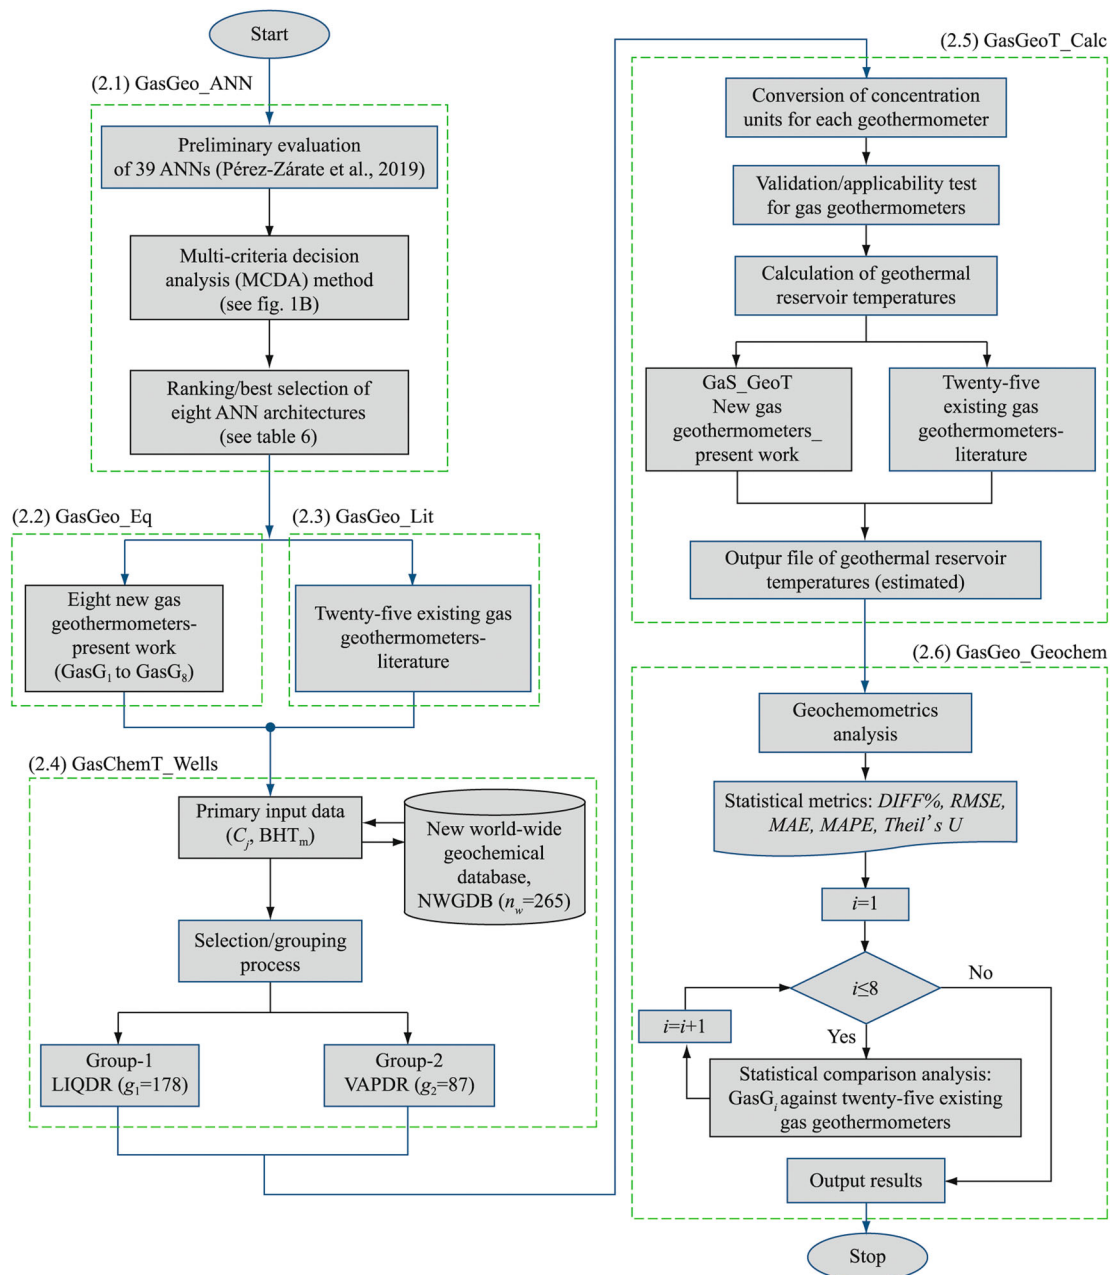 Start
(2.1) GasGeo_ANN
Preliminary evaluation
of 39 ANNs (Pérez-Zárate et al., 2019)
Multi-criteria decision
analysis (MCDA) method
(see fig. 1B)
Ranking/best selection of
eight ANN architectures
(see table 6)
(2.2) GasGeo_Eq
Eight new gas
geothermometers-
present work
(GasG₁ to GasG₈)
(2.3) GasGeo_Lit
Twenty-five existing gas
geothermometers-
literature
(2.4) GasChemT_Wells
Primary input data
(Cⱼ, BHTₘ)
New world-wide
geochemical
database,
NWGDB (n_w=265)
Selection/grouping
process
Group-1
LIQDR (g₁=178)
Group-2
VAPDR (g₂=87)
(2.5) GasGeoT_Calc
Conversion of concentration
units for each geothermometer
Validation/applicability test
for gas geothermometers
Calculation of geothermal
reservoir temperatures
GaS_GeoT
New gas
geothermometers_
present work
Twenty-five
existing gas
geothermometers-
literature
Outpur file of geothermal reservoir
temperatures (estimated)
(2.6) GasGeo_Geochem
Geochemometrics
analysis
Statistical metrics: DIFF%, RMSE,
MAE, MAPE, Theil's U
i=1
i≤8
No
Yes
i=i+1
Statistical comparison analysis:
GasGᵢ against twenty-five existing
gas geothermometers
Output results
Stop